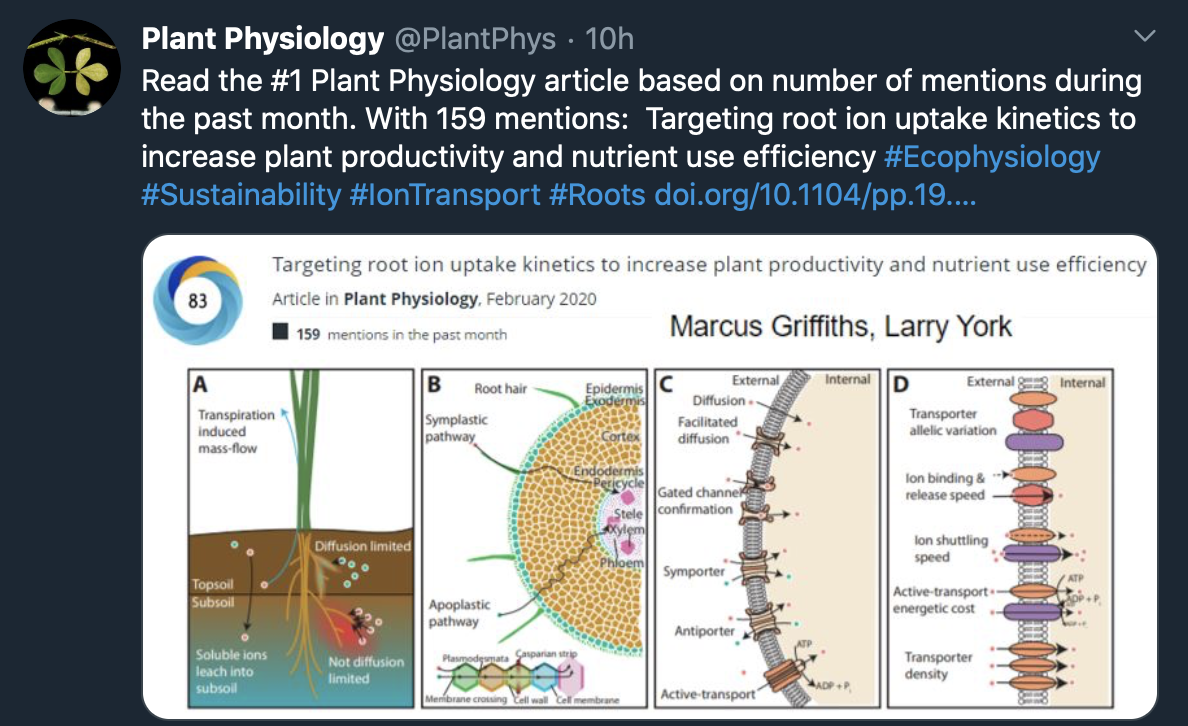 Plant Physiology @PlantPhys · 10h
Read the #1 Plant Physiology article based on number of mentions during
the past month. With 159 mentions:  Targeting root ion uptake kinetics to
increase plant productivity and nutrient use efficiency #Ecophysiology
#Sustainability #IonTransport #Roots doi.org/10.1104/pp.19....
83
Targeting root ion uptake kinetics to increase plant productivity and nutrient use efficiency
Article in Plant Physiology, February 2020
159 mentions in the past month
Marcus Griffiths, Larry York
A
Transpiration
induced
mass-flow
Diffusion limited
Topsoil
Subsoil
Soluble ions
leach into
subsoil
Not diffusion
limited
B
Root hair
Epidermis
Exodermis
Symplastic
pathway
Cortex
Endodermis
Pericycle
Stele
Xylem
Phloem
Apoplastic
pathway
Plasmodesmata
Casparian strip
Membrane crossing
Cell wall
Cell membrane
C
External
Internal
Diffusion
Facilitated
diffusion
Gated channel
confirmation
Symporter
Antiporter
ATP
ADP + Pi
Active-transport
D
External
Internal
Transporter
allelic variation
Ion binding &
release speed
Ion shuttling
speed
Active-transport
energetic cost
ATP
ADP + Pi
ADP + Pi
Transporter
density